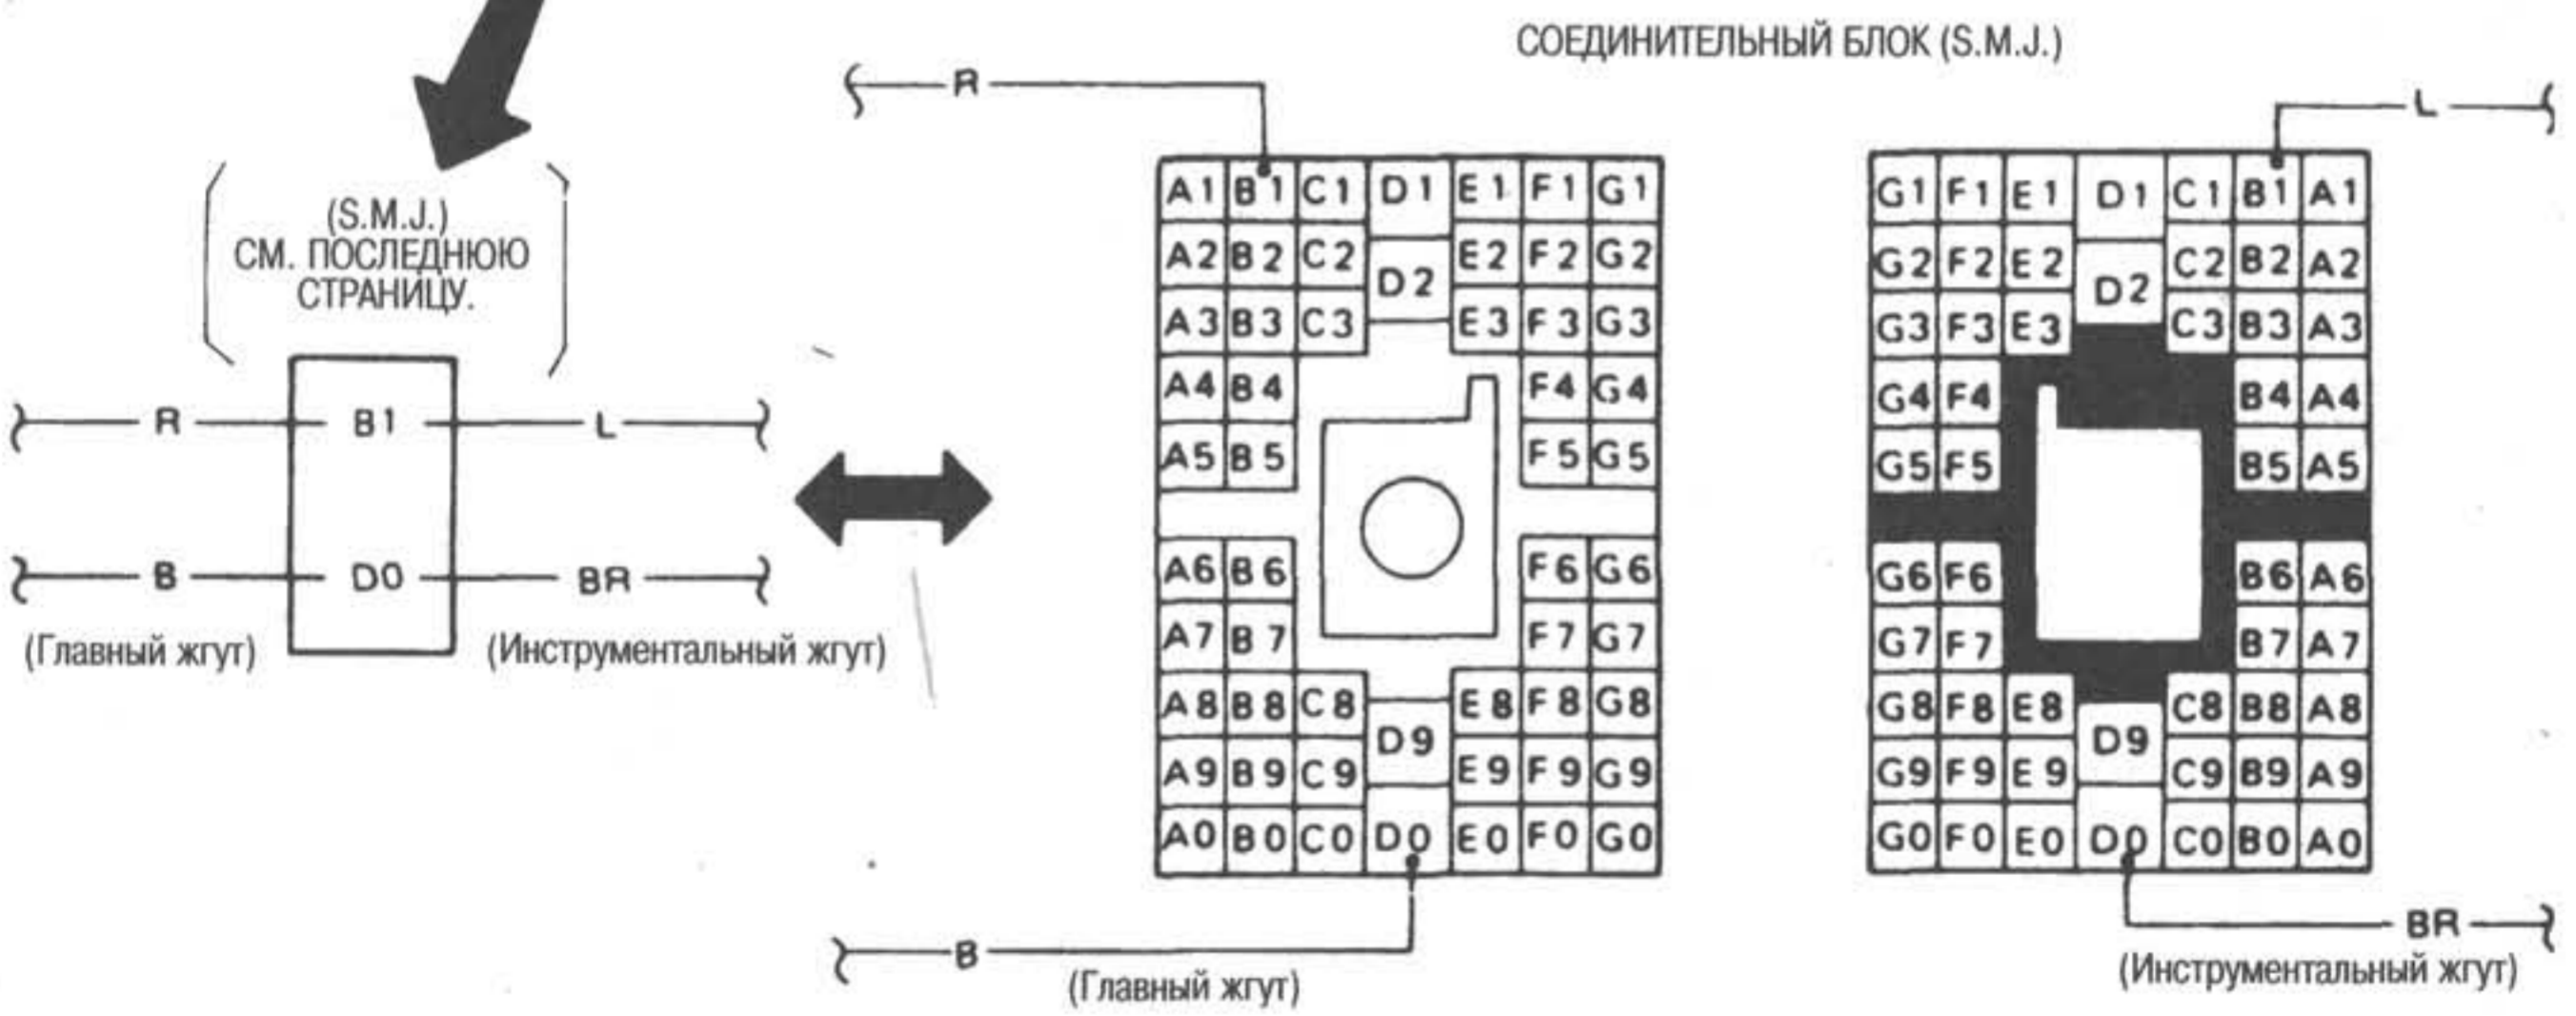 СОЕДИНИТЕЛЬНЫЙ БЛОК (S.M.J.)
(S.M.J.)
СМ. ПОСЛЕДНЮЮ
СТРАНИЦУ.
R B1 L
B D0 BR
(Главный жгут) (Инструментальный жгут)
R
A1 B1 C1 D1 E1 F1 G1
A2 B2 C2 D2 E2 F2 G2
A3 B3 C3 E3 F3 G3
A4 B4 F4 G4
A5 B5 F5 G5
A6 B6 F6 G6
A7 B7 F7 G7
A8 B8 C8 E8 F8 G8
D9
A9 B9 C9 E9 F9 G9
A0 B0 C0 D0 E0 F0 G0
B
(Главный жгут)
L
G1 F1 E1 D1 C1 B1 A1
G2 F2 E2 D2 C2 B2 A2
G3 F3 E3 C3 B3 A3
G4 F4 B4 A4
G5 F5 B5 A5
G6 F6 B6 A6
G7 F7 B7 A7
G8 F8 E8 C8 B8 A8
D9
G9 F9 E9 C9 B9 A9
G0 F0 E0 D0 C0 B0 A0
BR
(Инструментальный жгут)